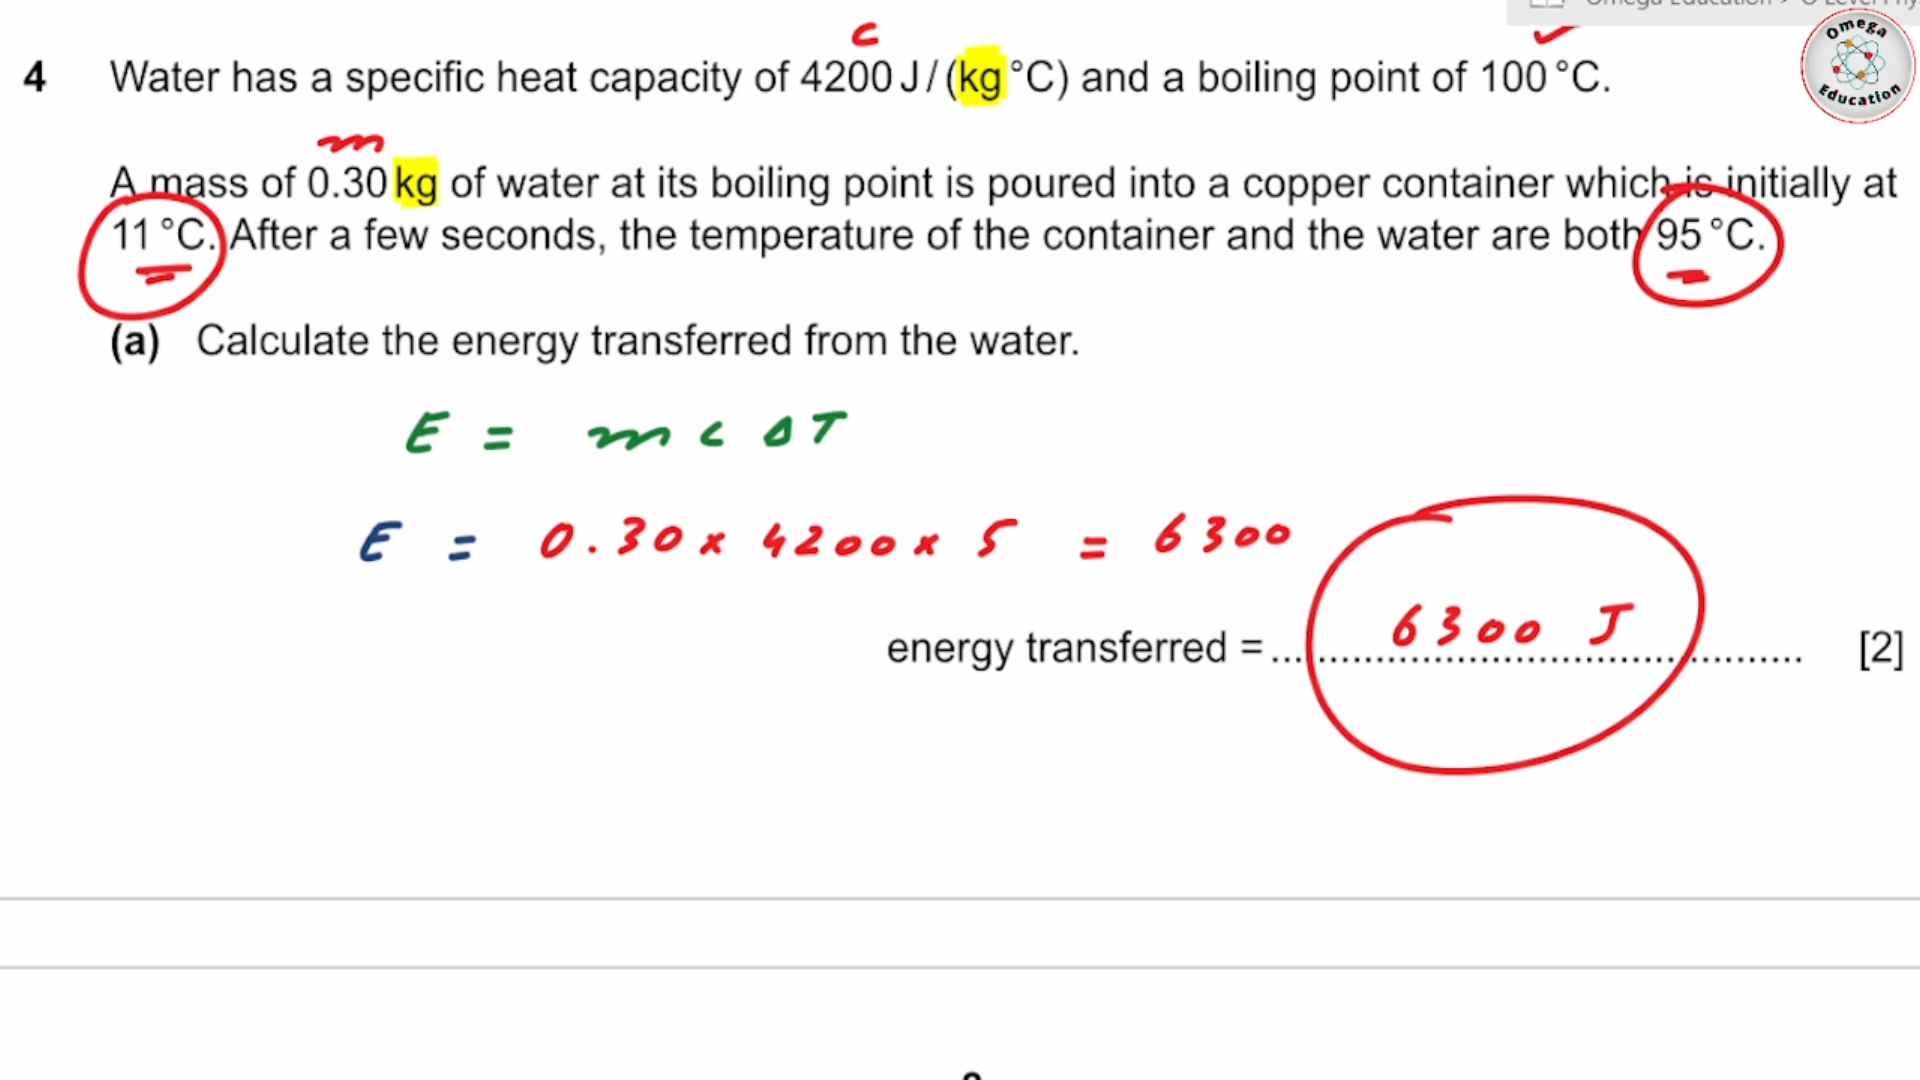 c
4 Water has a specific heat capacity of 4200 J/(kg °C) and a boiling point of 100 °C.
Omega Education
m
A mass of 0.30 kg of water at its boiling point is poured into a copper container which is initially at
11 °C. After a few seconds, the temperature of the container and the water are both 95 °C.
(a) Calculate the energy transferred from the water.
E = m c Δ T
E = 0.30 x 4200 x 5 = 6300
energy transferred = .......... 6300 J .......... [2]